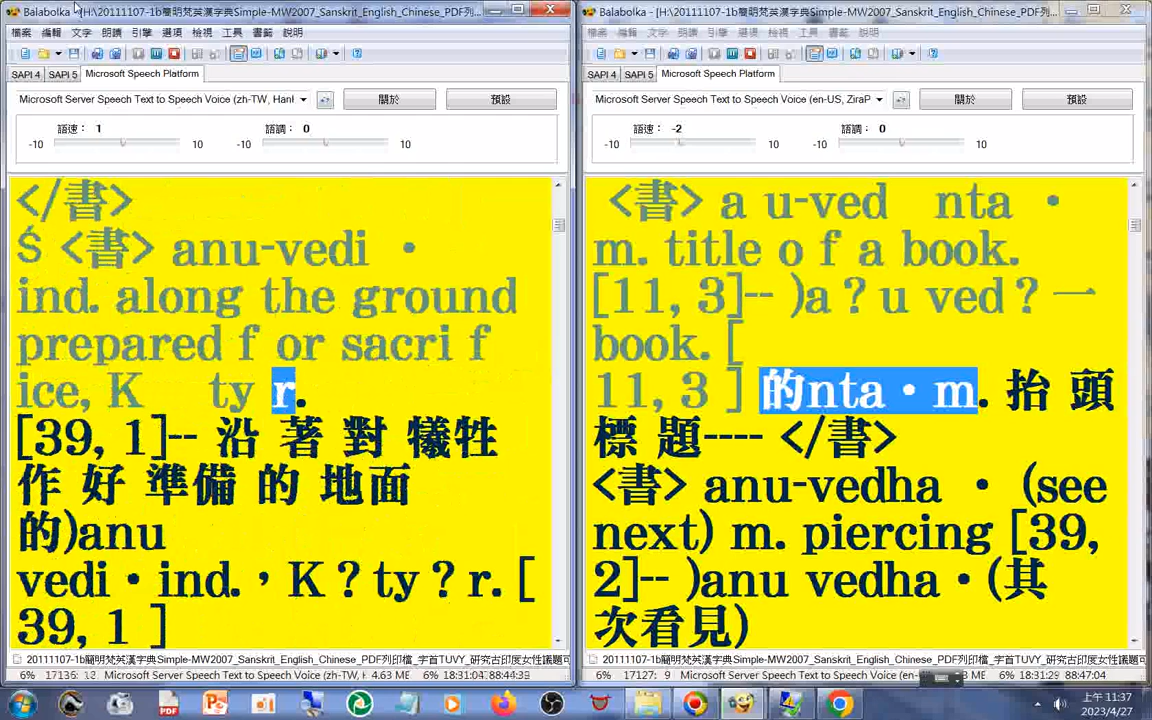 Balabolka - [H:\20111107-1b簡明梵英漢字典Simple-MW2007_Sanskrit_English_Chinese_PDF列...
檔案 編輯 文字 朗讀 引擎 選項 檢視 工具 書籤 說明
SAPI 4 SAPI 5 Microsoft Speech Platform
Microsoft Server Speech Text to Speech Voice (zh-TW, Hanl 關於 預設
語速： 1 語調： 0
-10 10 -10 10
</書>
Ś <書> anu-vedi ・
ind. along the ground
prepared f or sacri f
ice, K ty r.
[39, 1]-- 沿 著 對 犧牲
作 好 準備 的 地面
的)anu
vedi・ind.，K？ty？r. [
39, 1 ]
20111107-1b簡明梵英漢字典Simple-MW2007_Sanskrit_English_Chinese_PDF列印檔_字首TUVY_研究古印度女性議題可
6% 17135: 12 Microsoft Server Speech Text to Speech Voice (zh-TW, H 4.63 ME 6% 18:31:04\88:44:33
Balabolka - [H:\20111107-1b簡明梵英漢字典Simple-MW2007_Sanskrit_English_Chinese_PDF列...
檔案 編輯 文字 朗讀 引擎 選項 檢視 工具 書籤 說明
SAPI 4 SAPI 5 Microsoft Speech Platform
Microsoft Server Speech Text to Speech Voice (en-US, ZiraP 關於 預設
語速： -2 語調： 0
-10 10 -10 10
<書> a u-ved nta ・
m. title o f a book.
[11, 3]-- )a？u ved？一
book. [
11, 3 ] 的nta・m. 抬 頭
標 題---- </書>
<書> anu-vedha ・ (see
next) m. piercing [39,
2]-- )anu vedha・(其
次看見)
20111107-1b簡明梵英漢字典Simple-MW2007_Sanskrit_English_Chinese_PDF列印檔_字首TUVY_研究古印度女性議題可
6% 17127: 9 Microsoft Server Speech Text to Speech Voice 6% 18:31:29\88:47:04
上午 11:37
2023/4/27